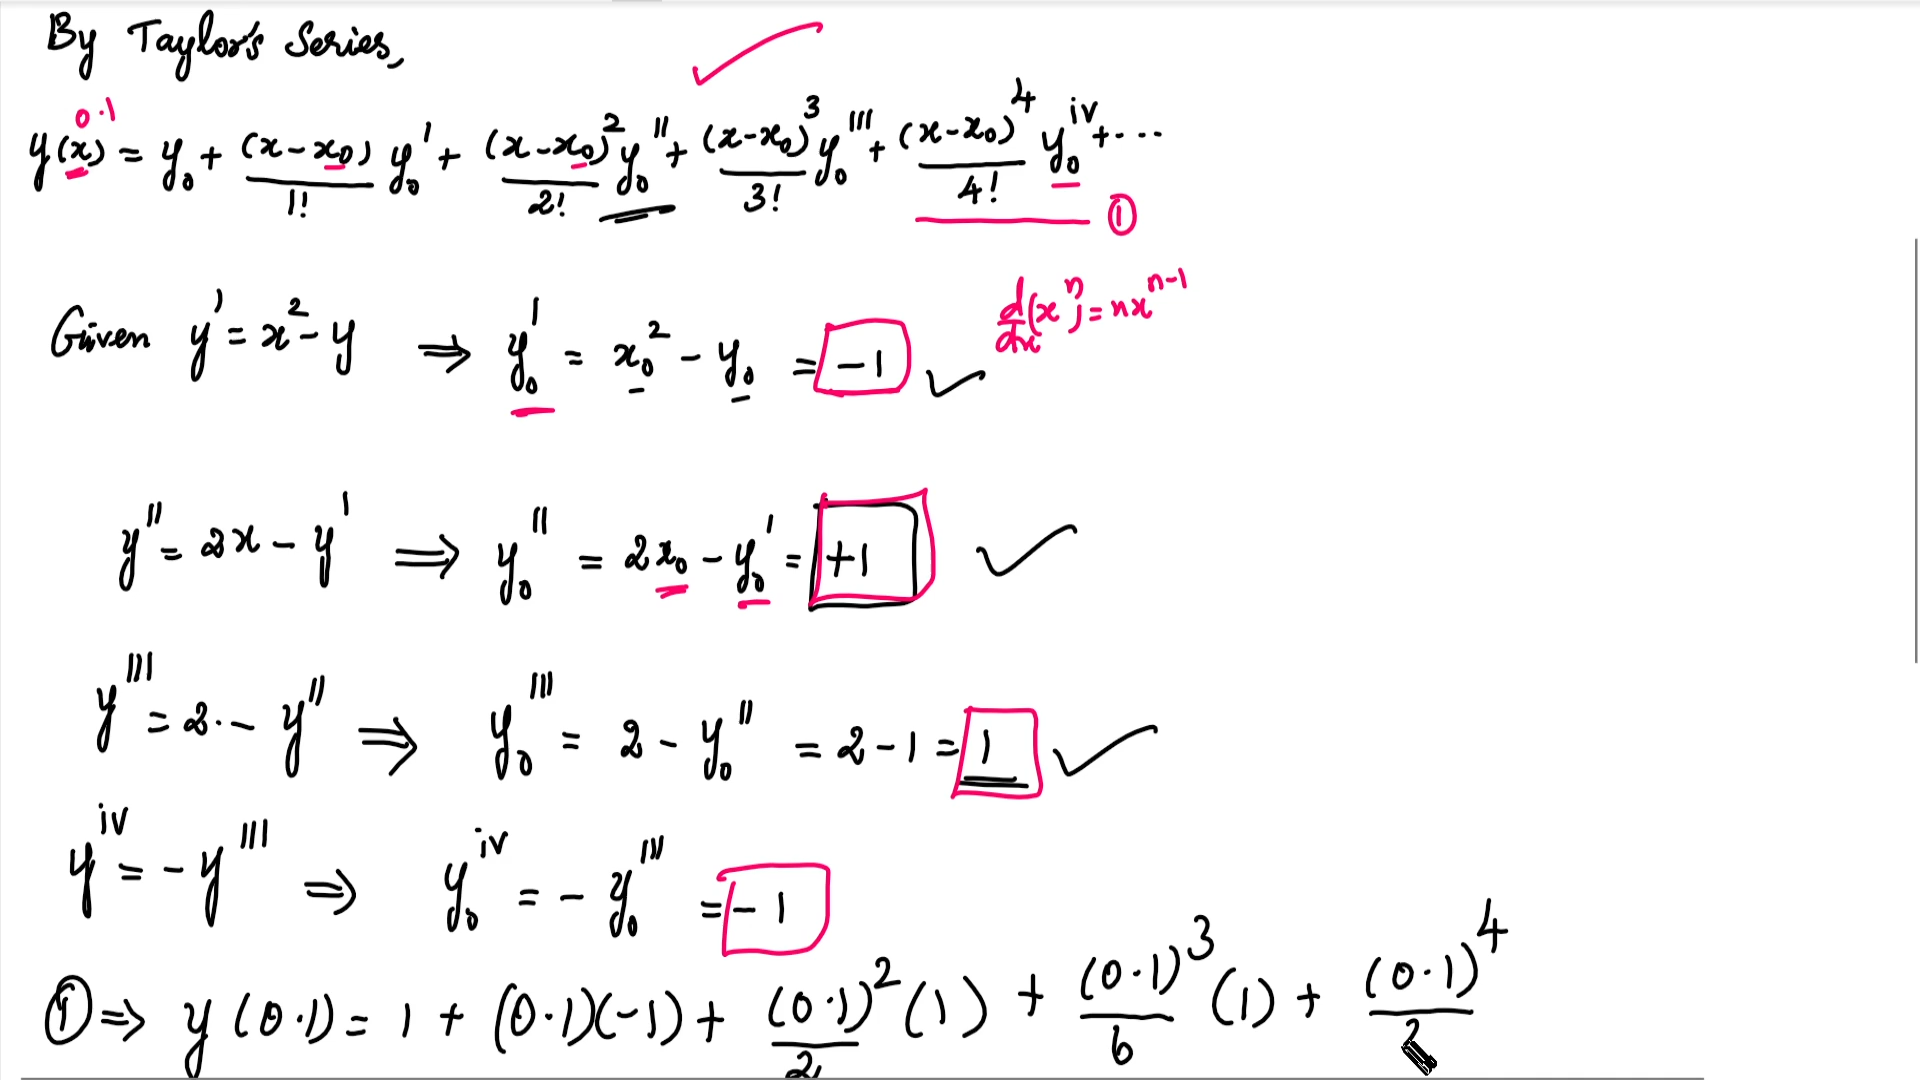 By Taylor's Series,
0.1
y(x) = y₀ + (x-x₀)/1! y₀' + (x-x₀)²/2! y₀'' + (x-x₀)³/3! y₀''' + (x-x₀)⁴/4! y₀^iv + ...
①
d/dx (xⁿ) = nxⁿ⁻¹
Given y' = x² - y ⇒ y₀' = x₀² - y₀ = -1
y'' = 2x - y' ⇒ y₀'' = 2x₀ - y₀' = +1
y''' = 2 - y'' ⇒ y₀''' = 2 - y₀'' = 2 - 1 = 1
y^iv = -y''' ⇒ y₀^iv = -y₀''' = -1
① ⇒ y(0.1) = 1 + (0.1)(-1) + (0.1)²/2 (1) + (0.1)³/6 (1) + (0.1)⁴/